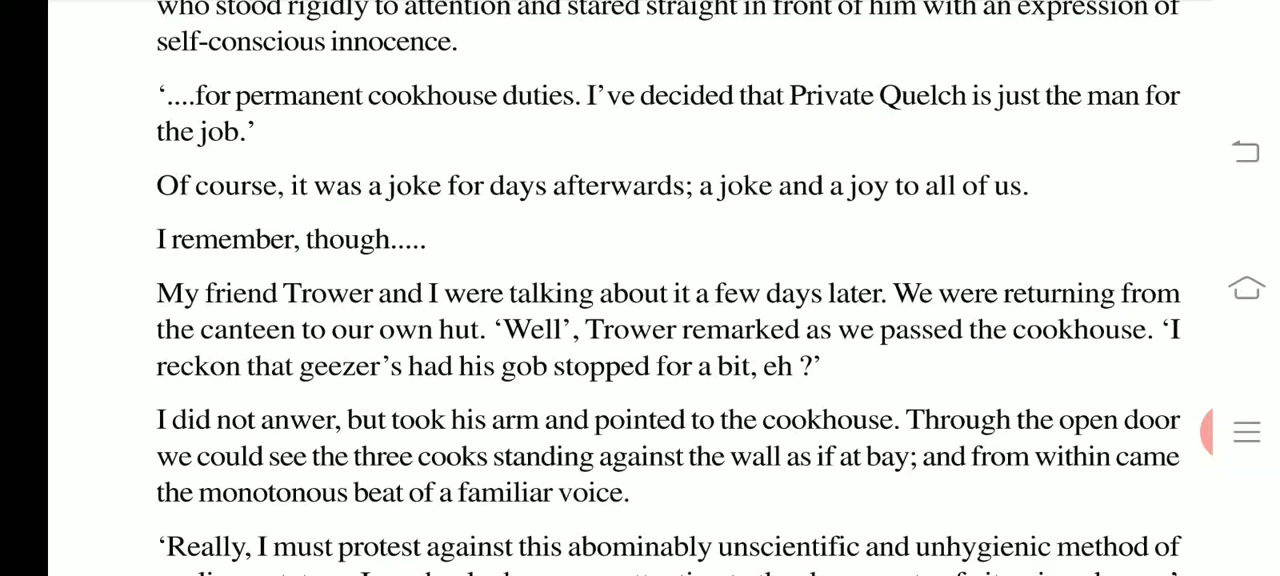 who stood rigidly to attention and stared straight in front of him with an expression of
self-conscious innocence.
‘....for permanent cookhouse duties. I’ve decided that Private Quelch is just the man for
the job.’
Of course, it was a joke for days afterwards; a joke and a joy to all of us.
I remember, though.....
My friend Trower and I were talking about it a few days later. We were returning from
the canteen to our own hut. ‘Well’, Trower remarked as we passed the cookhouse. ‘I
reckon that geezer’s had his gob stopped for a bit, eh ?’
I did not anwer, but took his arm and pointed to the cookhouse. Through the open door
we could see the three cooks standing against the wall as if at bay; and from within came
the monotonous beat of a familiar voice.
‘Really, I must protest against this abominably unscientific and unhygienic method of